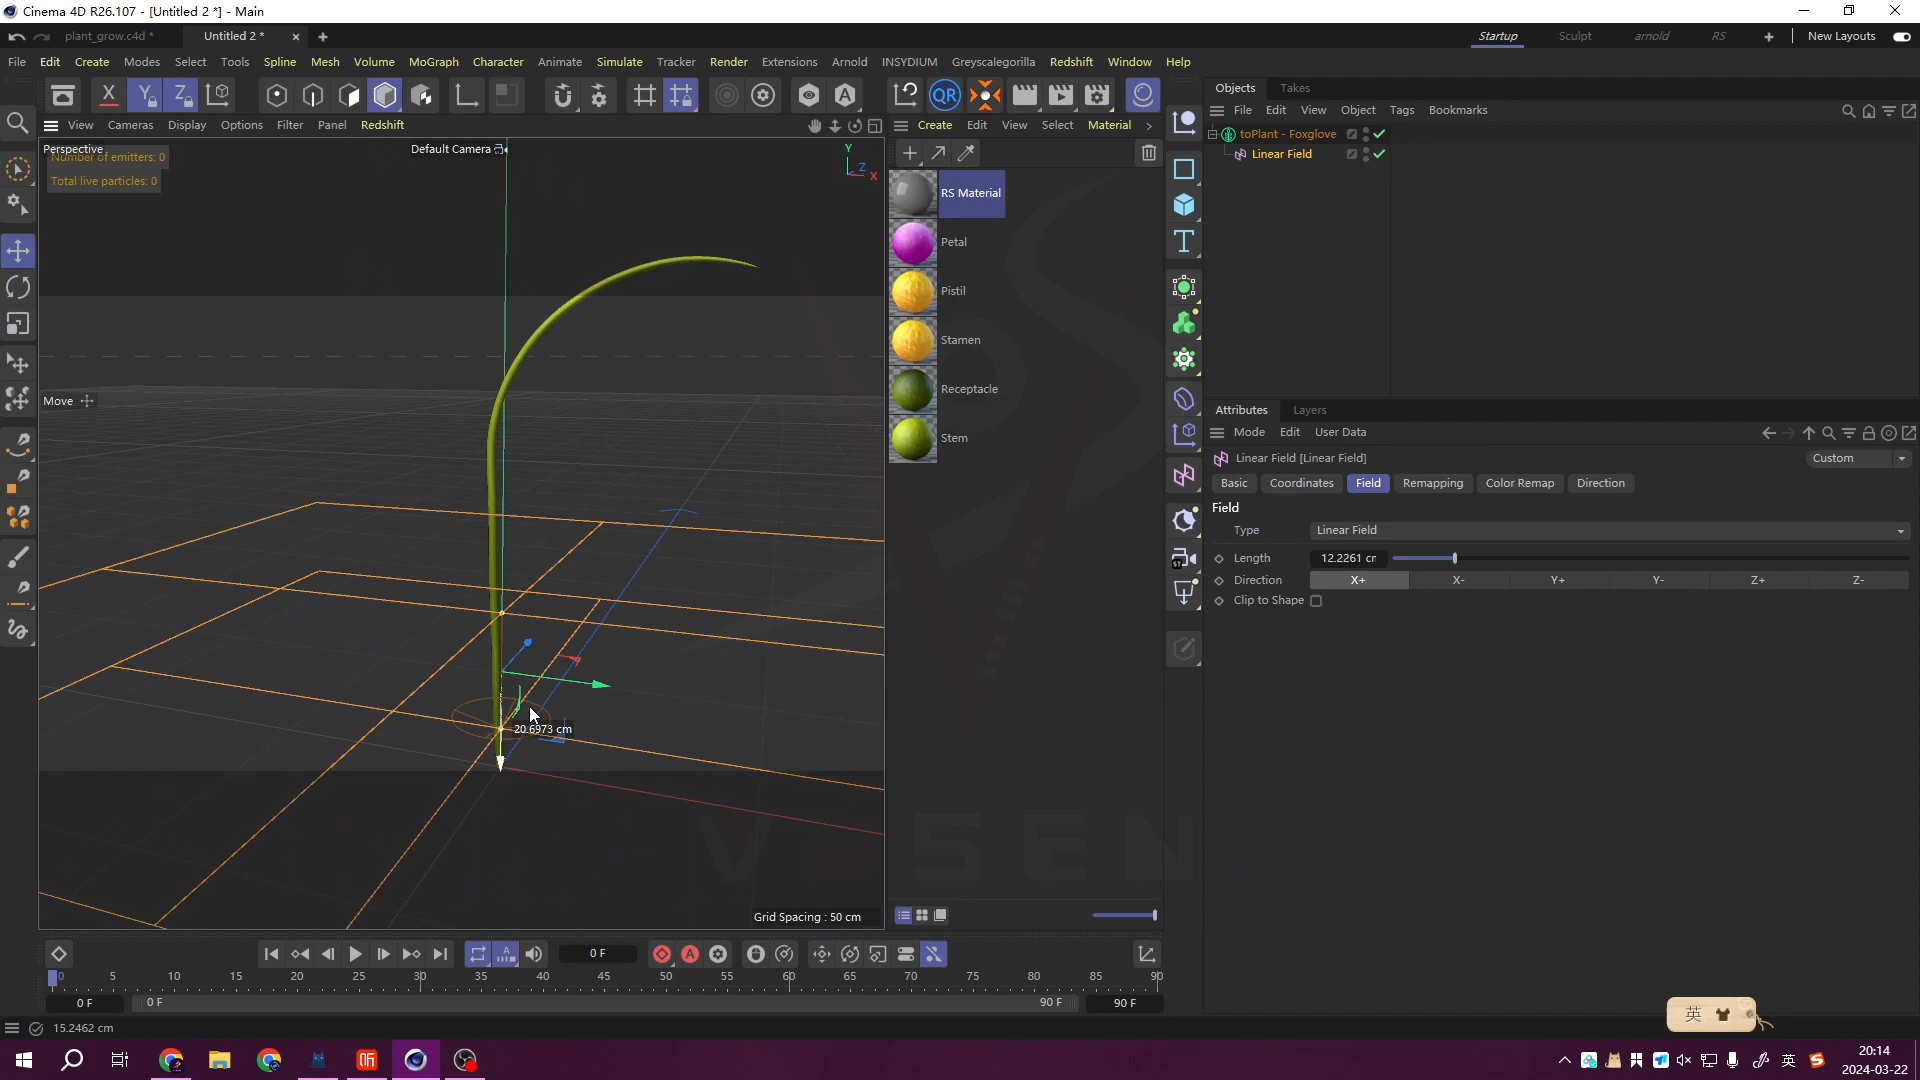 Cinema 4D R26.107 - [Untitled 2 *] - Main
plant_grow.c4d *
Untitled 2 *
Startup
Sculpt
arnold
RS
New Layouts
File Edit Create Modes Select Tools Spline Mesh Volume MoGraph Character Animate Simulate Tracker Render Extensions Arnold INSYDIUM Greyscalegorilla Redshift Window Help
X Y Z
QR
Objects Takes
File Edit View Object Tags Bookmarks
View Cameras Display Options Filter Panel Redshift
Create Edit View Select Material
toPlant - Foxglove
Linear Field
Perspective
Default Camera
Number of emitters: 0
Total live particles: 0
Y
Z
X
RS Material
Petal
Pistil
Stamen
Receptacle
Stem
Move
20.6973 cm
Grid Spacing : 50 cm
Attributes Layers
Mode Edit User Data
Linear Field [Linear Field]
Custom
Basic Coordinates Field Remapping Color Remap Direction
Field
Type Linear Field
Length 12.2261 cm
Direction X+ X- Y+ Y- Z+ Z-
Clip to Shape
0 F
0 5 10 15 20 25 30 35 40 45 50 55 60 65 70 75 80 85 90
0 F 0 F 90 F 90 F
15.2462 cm
英
英
20:14
2024-03-22